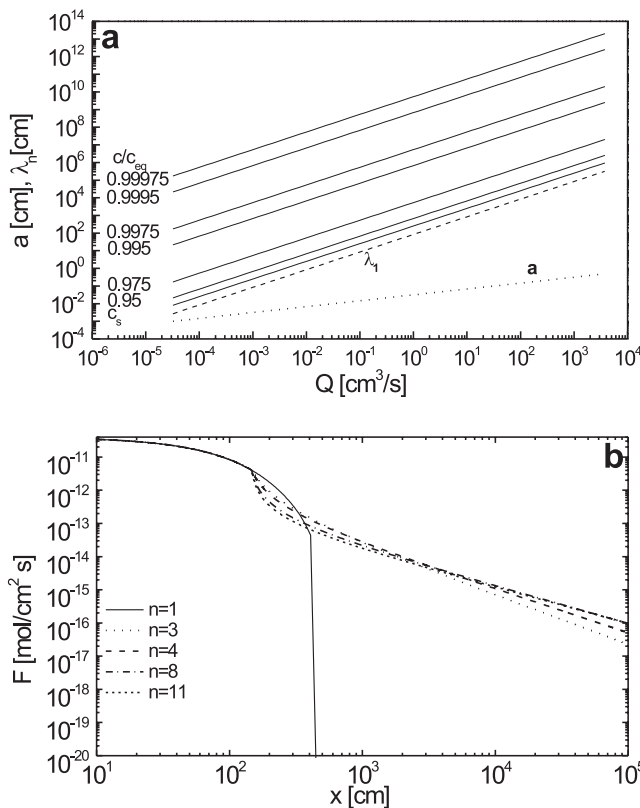 a
a [cm], λn[cm]
10^14
10^12
10^10
10^8
10^6
10^4
10^2
10^0
10^-2
10^-4
c/ceq
0.99975
0.9995
0.9975
0.995
0.975
0.95
cs
λ1
a
10^-6 10^-5 10^-4 10^-3 10^-2 10^-1 10^0 10^1 10^2 10^3 10^4
Q [cm^3/s]
b
F [mol/cm^2 s]
10^-11
10^-12
10^-13
10^-14
10^-15
10^-16
10^-17
10^-18
10^-19
10^-20
n=1
n=3
n=4
n=8
n=11
10^1 10^2 10^3 10^4 10^5
x [cm]